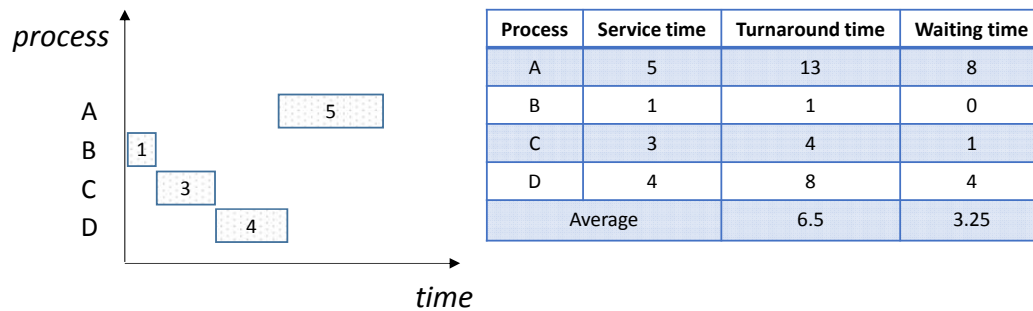 process
A
5
B
1
C
3
D
4
time
Process Service time Turnaround time Waiting time
A 5 13 8
B 1 1 0
C 3 4 1
D 4 8 4
Average 6.5 3.25